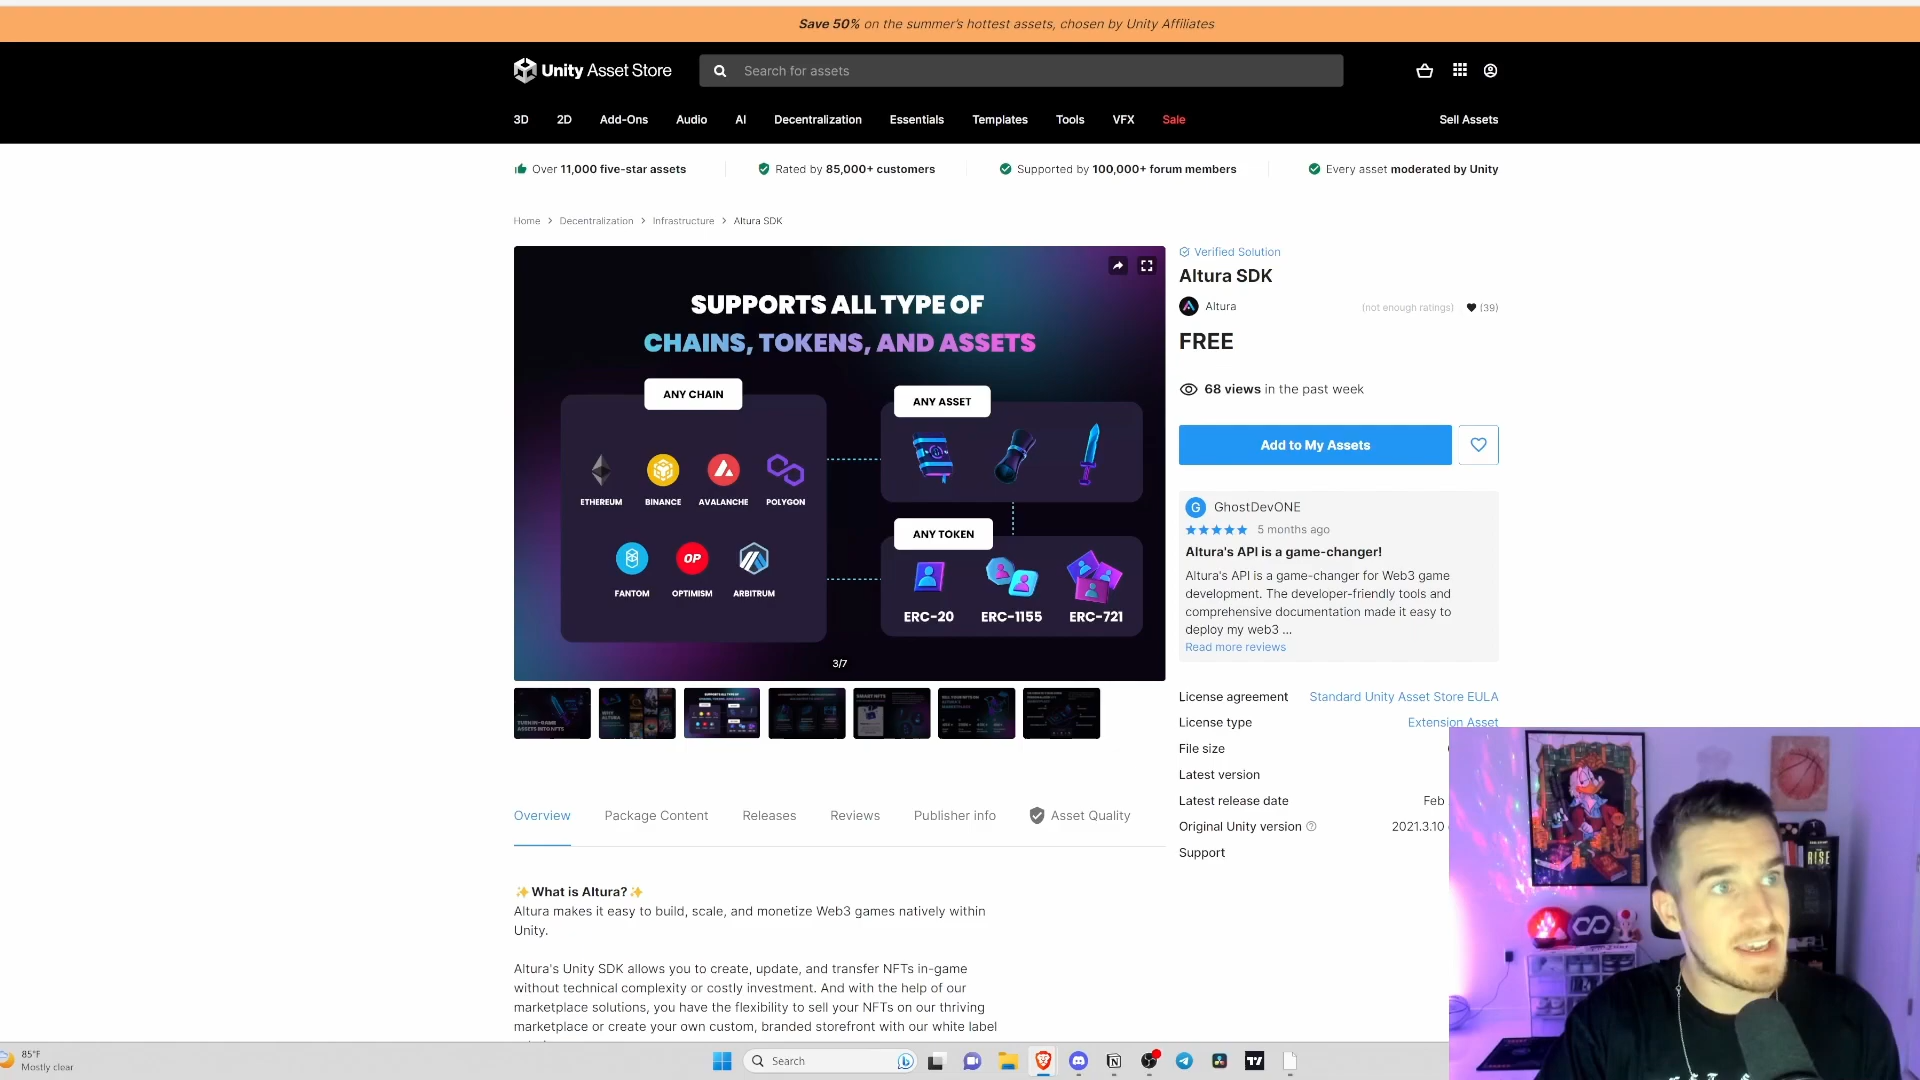 Save 50% on the summer's hottest assets, chosen by Unity Affiliates
Unity Asset Store
Search for assets
3D 2D Add-Ons Audio AI Decentralization Essentials Templates Tools VFX Sale Sell Assets
Over 11,000 five-star assets Rated by 85,000+ customers Supported by 100,000+ forum members Every asset moderated by Unity
Home > Decentralization > Infrastructure > Altura SDK
SUPPORTS ALL TYPE OF
CHAINS, TOKENS, AND ASSETS
ANY CHAIN
ETHEREUM BINANCE AVALANCHE POLYGON
OP
FANTOM OPTIMISM ARBITRUM
ANY ASSET
ANY TOKEN
ERC-20 ERC-1155 ERC-721
3/7
TURN IN-GAME
ASSETS INTO NFTS
WHY
ALTURA
SMART NFTS
Verified Solution
Altura SDK
Altura (not enough ratings) (39)
FREE
68 views in the past week
Add to My Assets
G GhostDevONE
5 months ago
Altura's API is a game-changer!
Altura's API is a game-changer for Web3 game
development. The developer-friendly tools and
comprehensive documentation made it easy to
deploy my web3 ...
Read more reviews
License agreement Standard Unity Asset Store EULA
License type Extension Asset
File size
Latest version
Latest release date Feb
Original Unity version 2021.3.10
Support
Overview Package Content Releases Reviews Publisher info Asset Quality
✨What is Altura?✨
Altura makes it easy to build, scale, and monetize Web3 games natively within
Unity.
Altura's Unity SDK allows you to create, update, and transfer NFTs in-game
without technical complexity or costly investment. And with the help of our
marketplace solutions, you have the flexibility to sell your NFTs on our thriving
marketplace or create your own custom, branded storefront with our white label
RISE
85°F
Mostly clear
Search